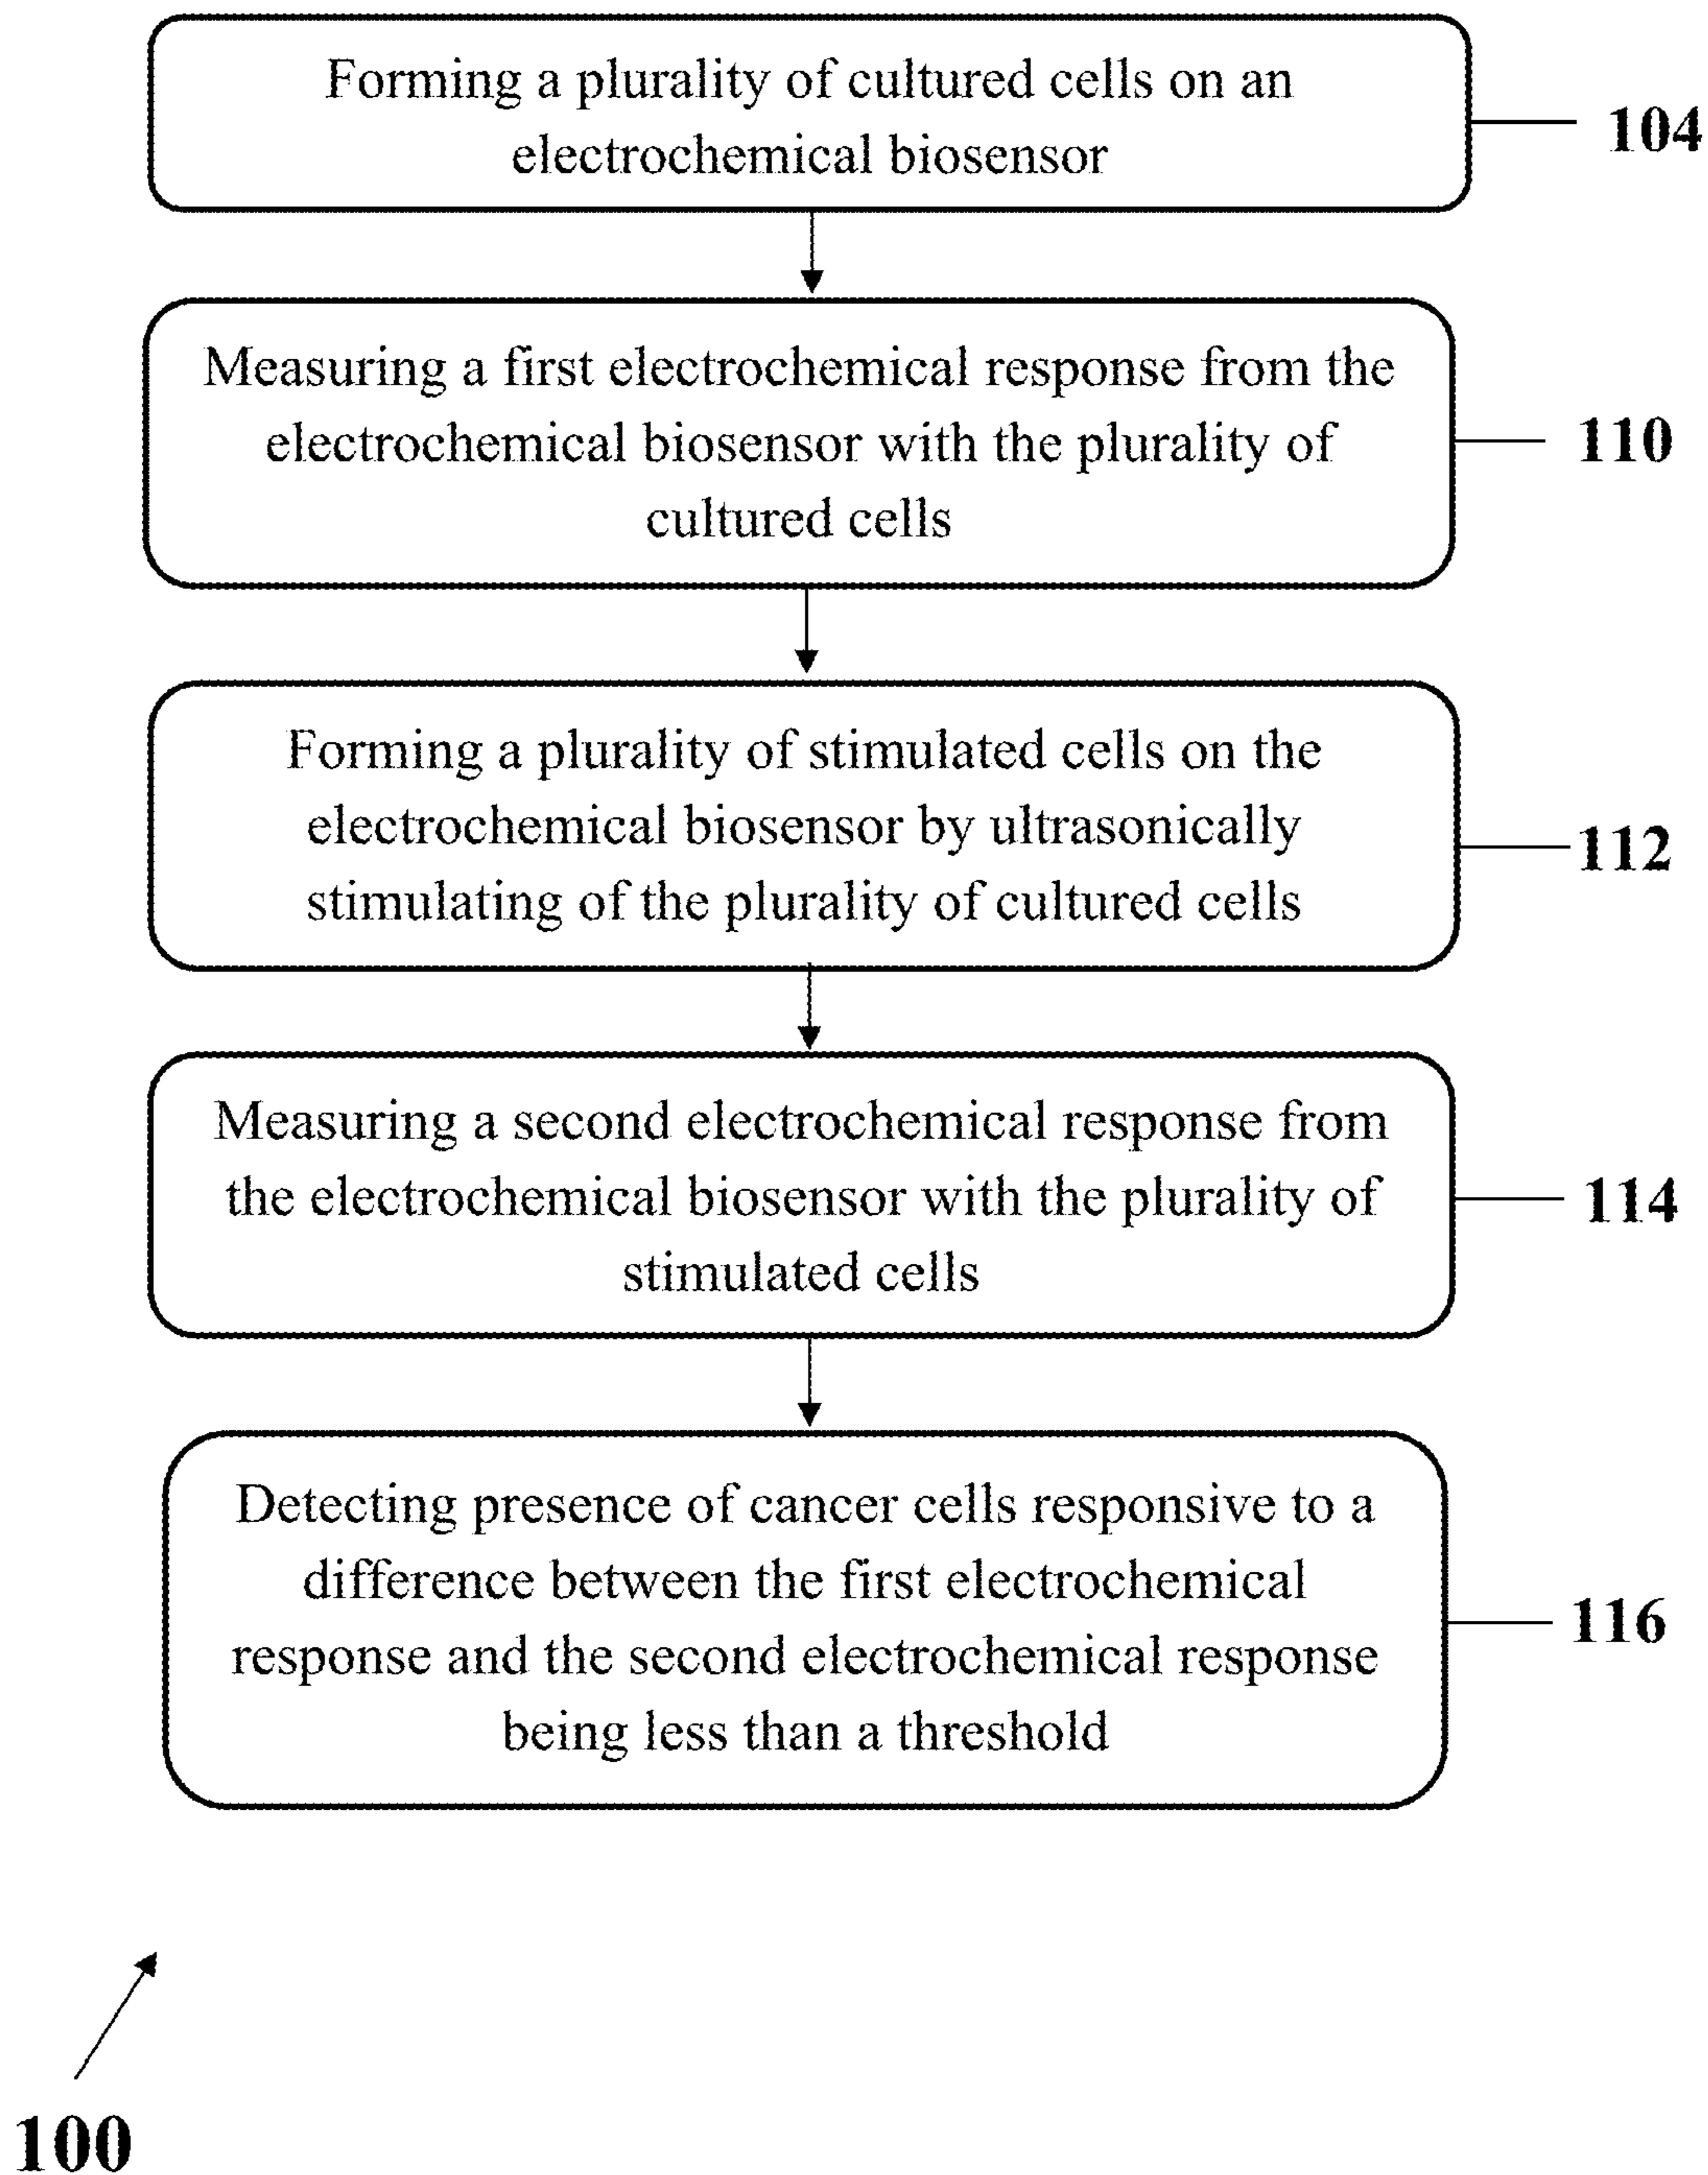 Forming a plurality of cultured cells on an
electrochemical biosensor
104
Measuring a first electrochemical response from the
electrochemical biosensor with the plurality of
cultured cells
110
Forming a plurality of stimulated cells on the
electrochemical biosensor by ultrasonically
stimulating of the plurality of cultured cells
112
Measuring a second electrochemical response from
the electrochemical biosensor with the plurality of
stimulated cells
114
Detecting presence of cancer cells responsive to a
difference between the first electrochemical
response and the second electrochemical response
being less than a threshold
116
100